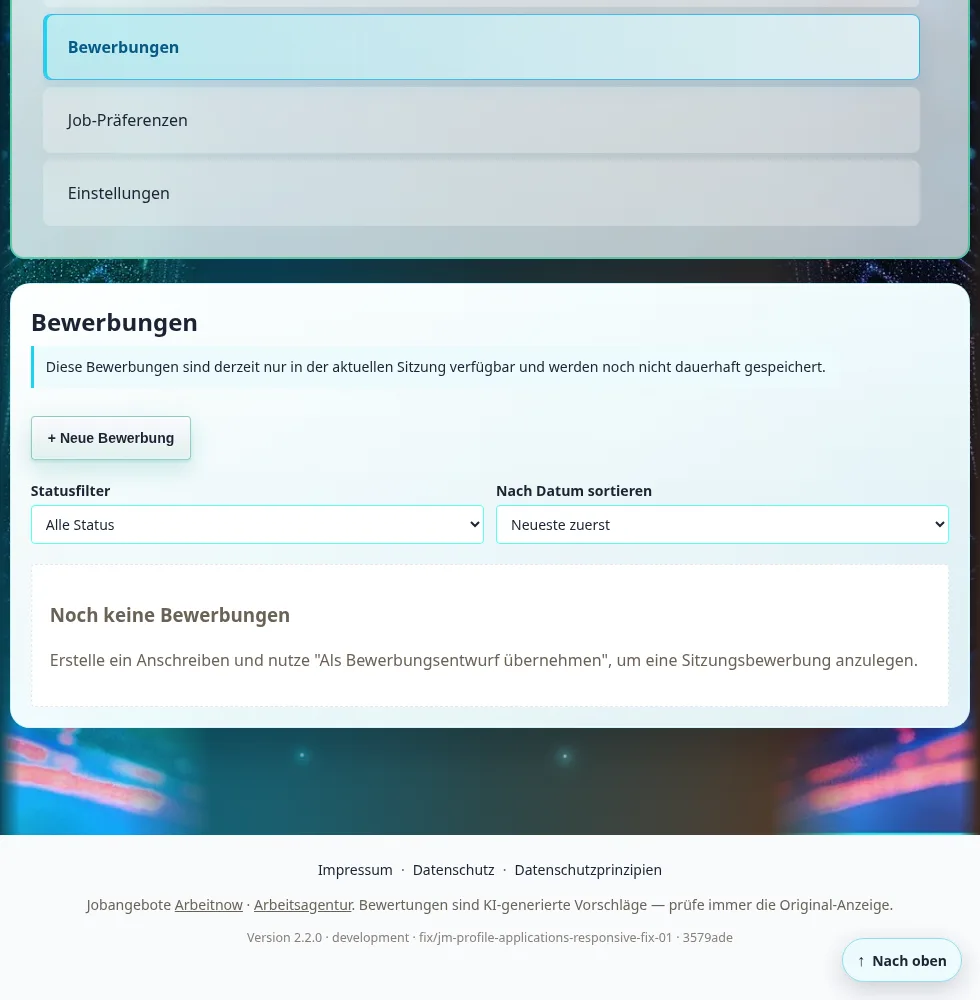 Bewerbungen
Job-Präferenzen
Einstellungen
Bewerbungen
Diese Bewerbungen sind derzeit nur in der aktuellen Sitzung verfügbar und werden noch nicht dauerhaft gespeichert.
+ Neue Bewerbung
Statusfilter
Alle Status
Nach Datum sortieren
Neueste zuerst
Noch keine Bewerbungen
Erstelle ein Anschreiben und nutze "Als Bewerbungsentwurf übernehmen", um eine Sitzungsbewerbung anzulegen.
Impressum · Datenschutz · Datenschutzprinzipien
Jobangebote Arbeitnow · Arbeitsagentur. Bewertungen sind KI-generierte Vorschläge — prüfe immer die Original-Anzeige.
Version 2.2.0 · development · fix/jm-profile-applications-responsive-fix-01 · 3579ade
↑ Nach oben